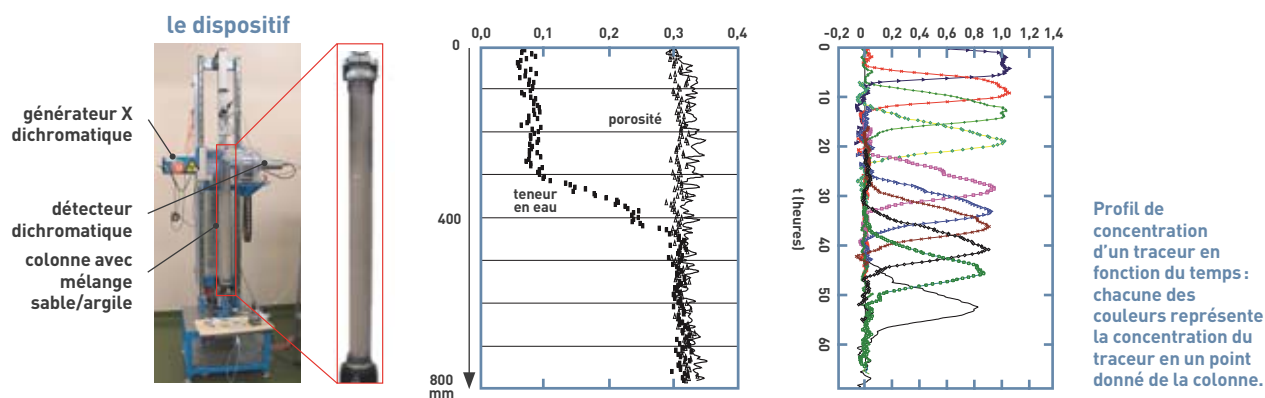 le dispositif
générateur X
dichromatique
détecteur
dichromatique
colonne avec
mélange
sable/argile
0,0 0,1 0,2 0,3 0,4
0
400
800
mm
porosité
teneur
en eau
-0,2 0 0,2 0,4 0,6 0,8 1,0 1,2 1,4
0
10
20
30
40
50
60
t (heures)
Profil de
concentration
d'un traceur en
fonction du temps :
chacune des
couleurs représente
la concentration du
traceur en un point
donné de la colonne.